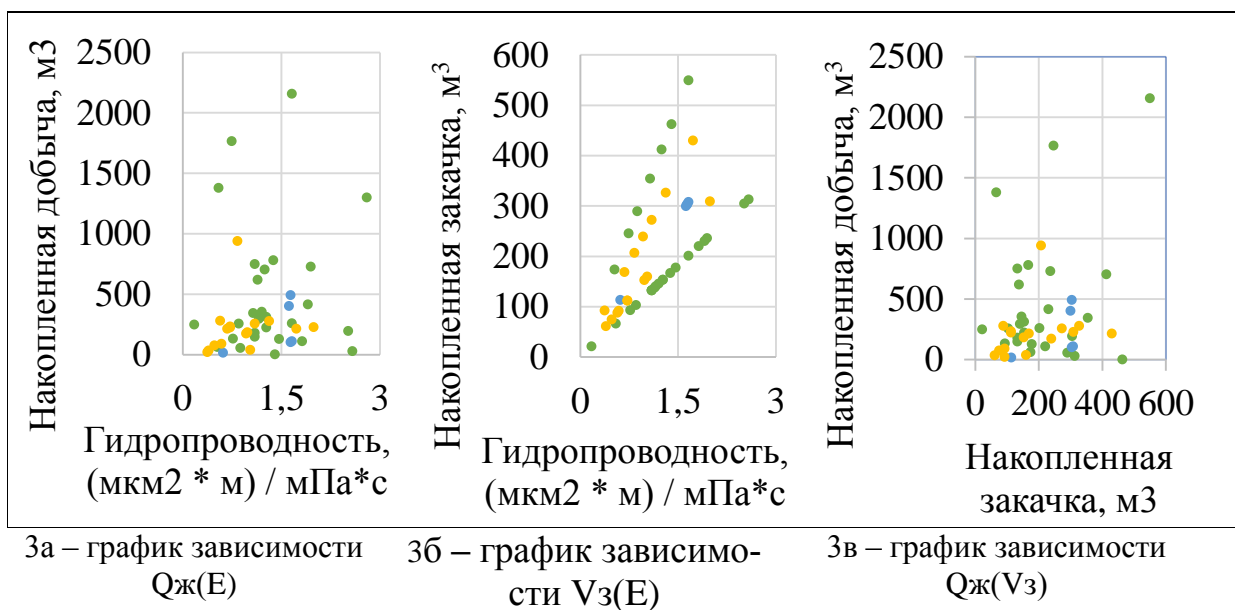 Накопленная добыча, м3
2500
2000
1500
1000
500
0
0 1,5 3
Гидропроводность,
(мкм2 * м) / мПа*с
Накопленная закачка, м³
600
500
400
300
200
100
0
0 1,5 3
Гидропроводность,
(мкм2 * м) / мПа*с
Накопленная добыча, м³
2500
2000
1500
1000
500
0
0 200 400 600
Накопленная
закачка, м3
3а – график зависимости
Qж(E)
3б – график зависимо-
сти Vз(E)
3в – график зависимости
Qж(Vз)